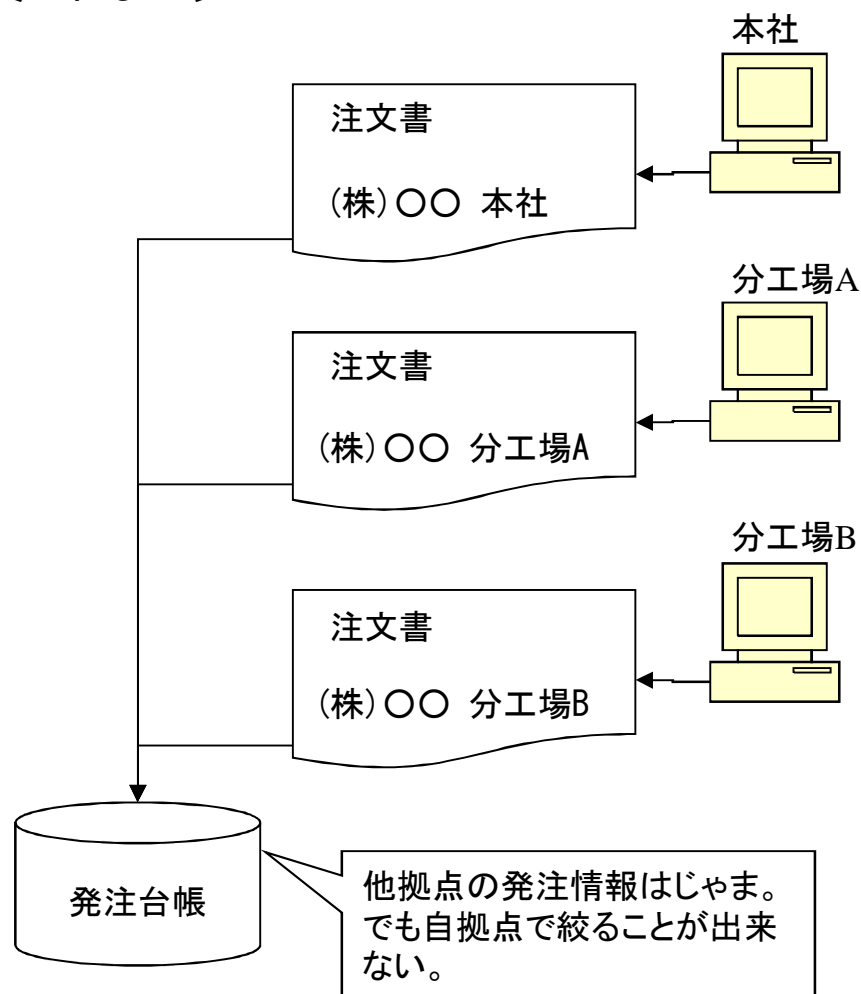 本社
注文書
(株)〇〇 本社
分工場A
注文書
(株)〇〇 分工場A
分工場B
注文書
(株)〇〇 分工場B
発注台帳
他拠点の発注情報はじゃま。
でも自拠点で絞ることが出来
ない。